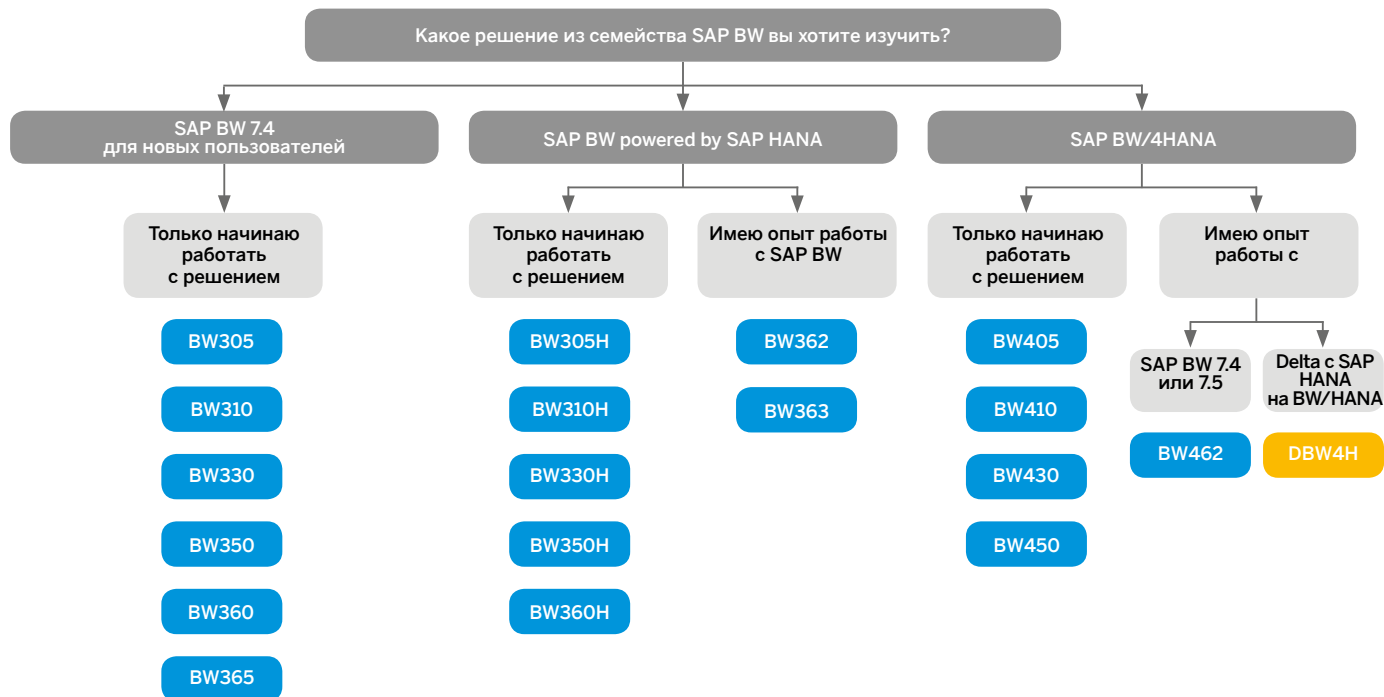 Какое решение из семейства SAP BW вы хотите изучить?
SAP BW 7.4
для новых пользователей
SAP BW powered by SAP HANA
SAP BW/4HANA
Только начинаю
работать
с решением
Только начинаю
работать
с решением
Имею опыт работы
с SAP BW
Только начинаю
работать
с решением
Имею опыт
работы с
BW305
BW310
BW330
BW350
BW360
BW365
BW305H
BW310H
BW330H
BW350H
BW360H
BW362
BW363
BW405
BW410
BW430
BW450
SAP BW 7.4
или 7.5
BW462
Delta с SAP
HANA
на BW/HANA
DBW4H